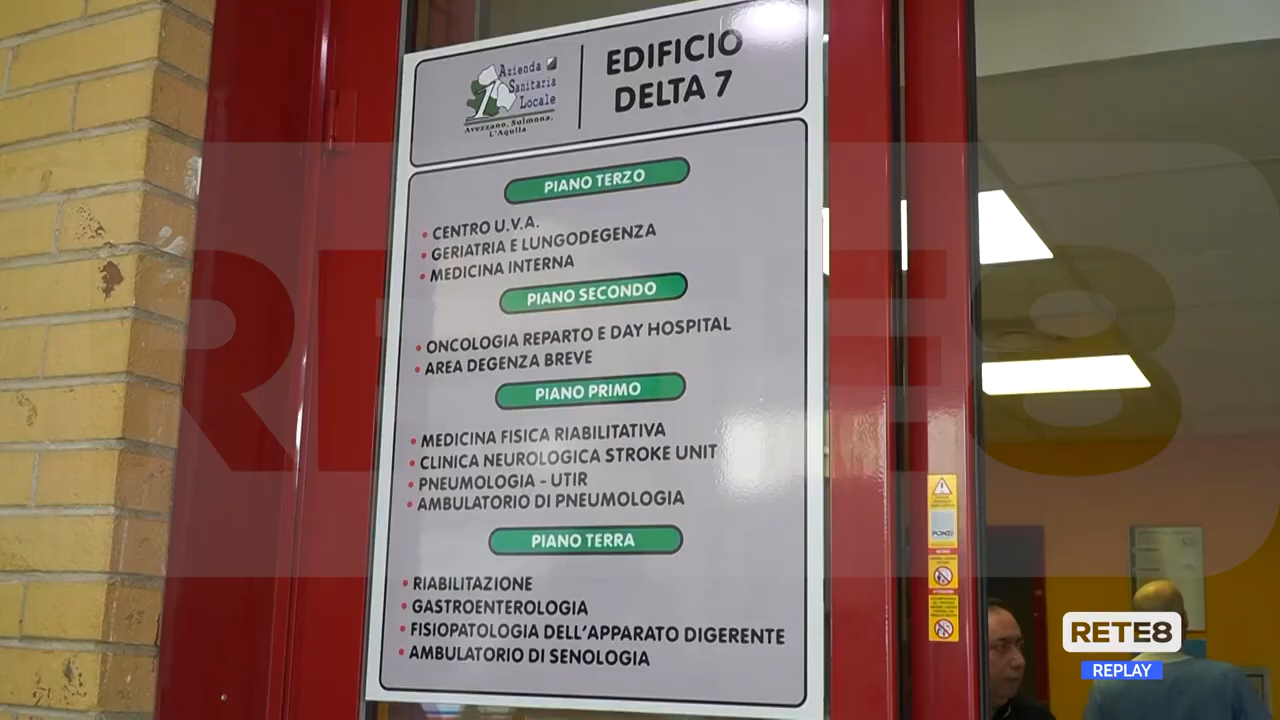 Azienda
Sanitaria
Locale
Avezzano, Sulmona,
L'Aquila
EDIFICIO
DELTA 7
PIANO TERZO
• CENTRO U.V.A.
• GERIATRIA E LUNGODEGENZA
• MEDICINA INTERNA
PIANO SECONDO
• ONCOLOGIA REPARTO E DAY HOSPITAL
• AREA DEGENZA BREVE
PIANO PRIMO
• MEDICINA FISICA RIABILITATIVA
• CLINICA NEUROLOGICA STROKE UNIT
• PNEUMOLOGIA - UTIR
• AMBULATORIO DI PNEUMOLOGIA
PIANO TERRA
• RIABILITAZIONE
• GASTROENTEROLOGIA
• FISIOPATOLOGIA DELL'APPARATO DIGERENTE
• AMBULATORIO DI SENOLOGIA
RETE8
PONZI
RETE8
REPLAY